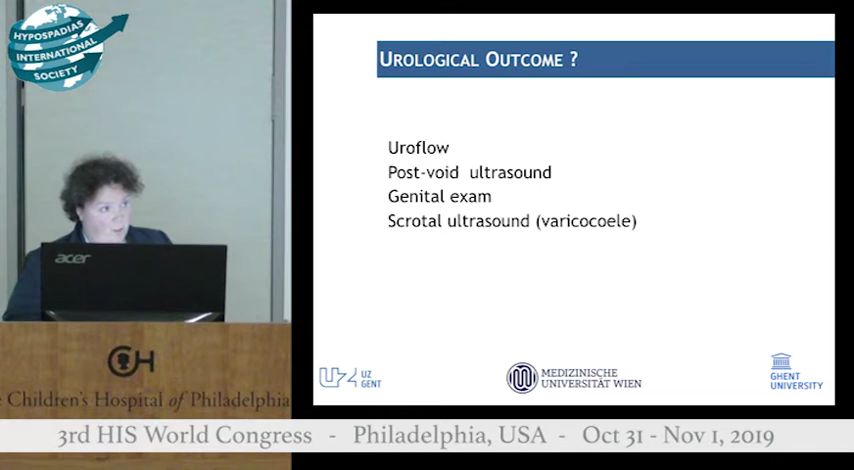 HYPOSPADIAS
INTERNATIONAL
SOCIETY
UROLOGICAL OUTCOME ?
Uroflow
Post-void ultrasound
Genital exam
Scrotal ultrasound (varicocoele)
acer
CH
Children's Hospital of Philadelphia
UZ
GENT
MEDIZINISCHE
UNIVERSITÄT WIEN
GHENT
UNIVERSITY
3rd HIS World Congress - Philadelphia, USA - Oct 31 - Nov 1, 2019